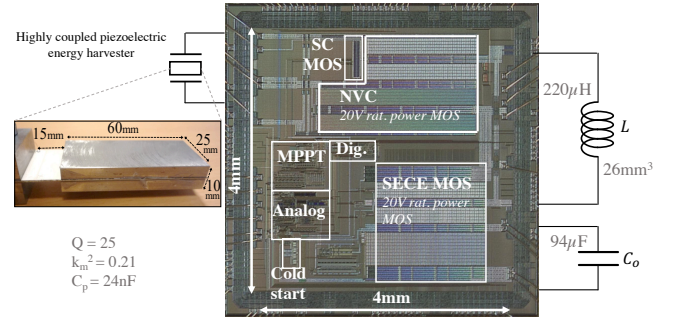 Highly coupled piezoelectric
energy harvester
15mm
60mm
25
mm
10
mm
Q = 25
kₘ² = 0.21
Cₚ = 24nF
SC
MOS
NVC
20V rat. power MOS
MPPT
Dig.
Analog
SECE MOS
20V rat. power
MOS
Cold
start
4mm
4mm
220µH
L
26mm³
94µF
Cₒ